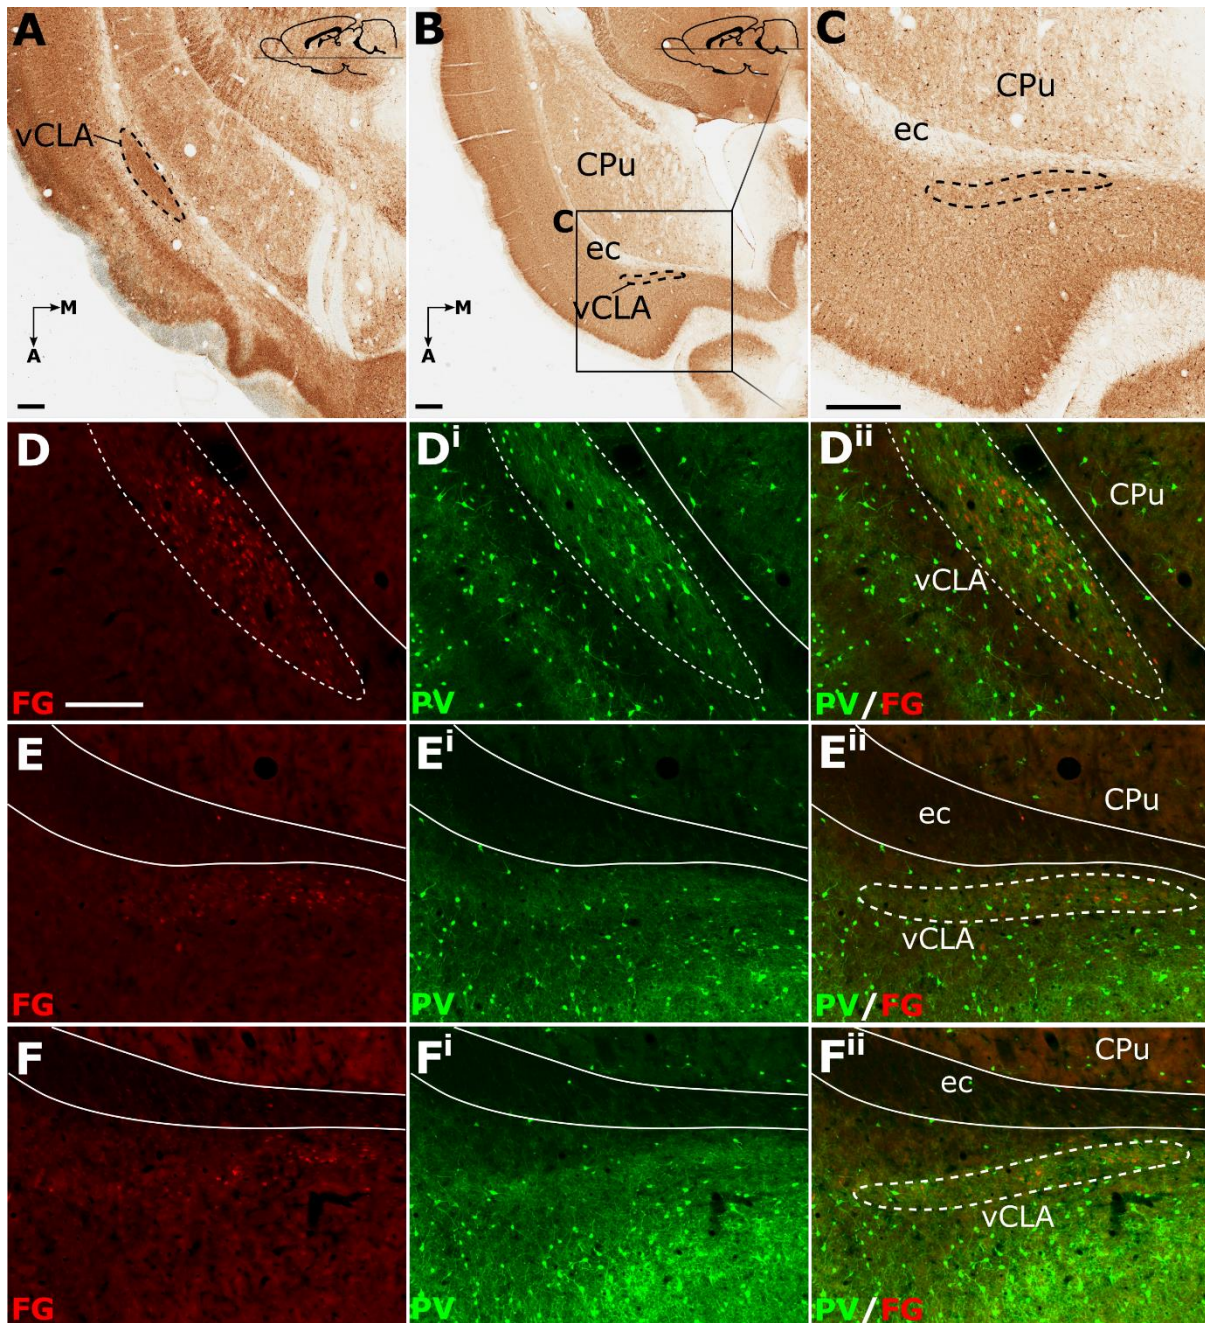 A
vCLA
M
A
B
CPu
C
ec
vCLA
M
A
C
CPu
ec
D
FG
Dⁱ
PV
Dⁱⁱ
CPu
vCLA
PV/FG
E
FG
Eⁱ
PV
Eⁱⁱ
CPu
ec
vCLA
PV/FG
F
FG
Fⁱ
PV
Fⁱⁱ
CPu
ec
vCLA
PV/FG